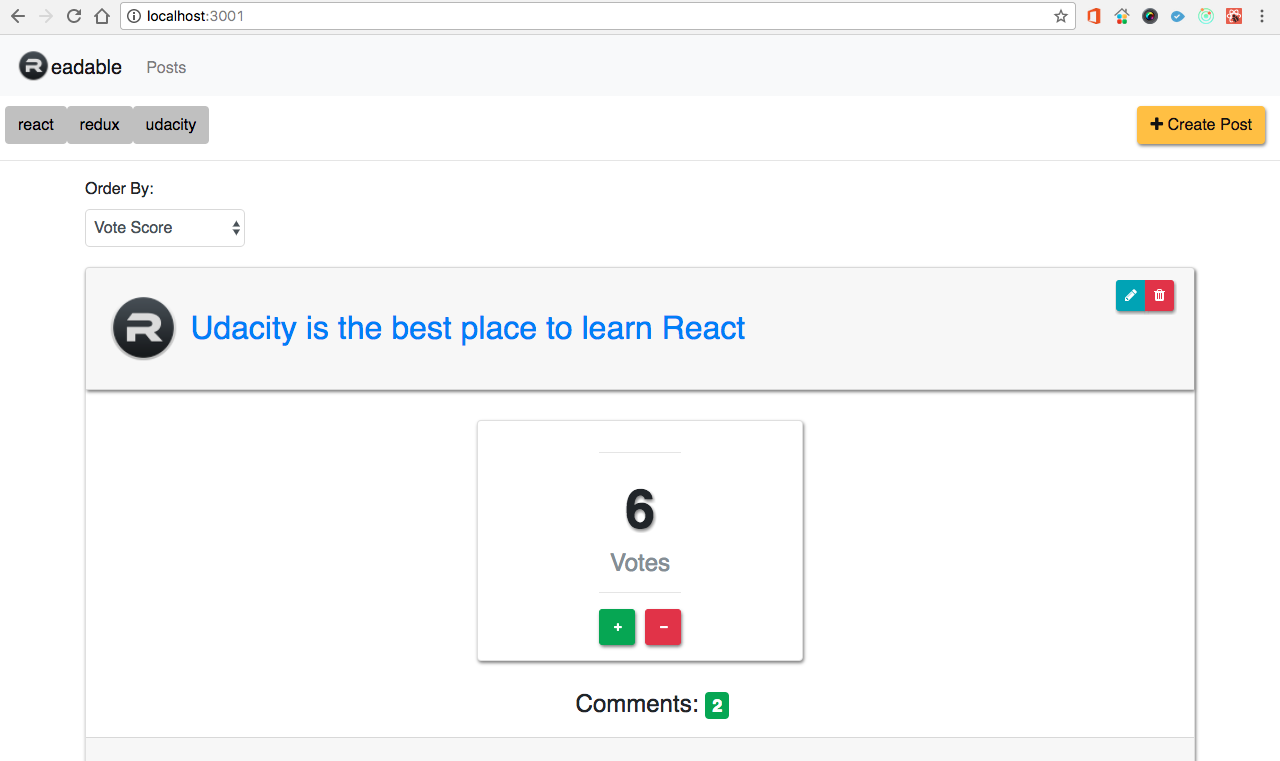 localhost:3001
R eadable Posts
react redux udacity
+ Create Post
Order By:
Vote Score
R Udacity is the best place to learn React
6
Votes
+ −
Comments: 2